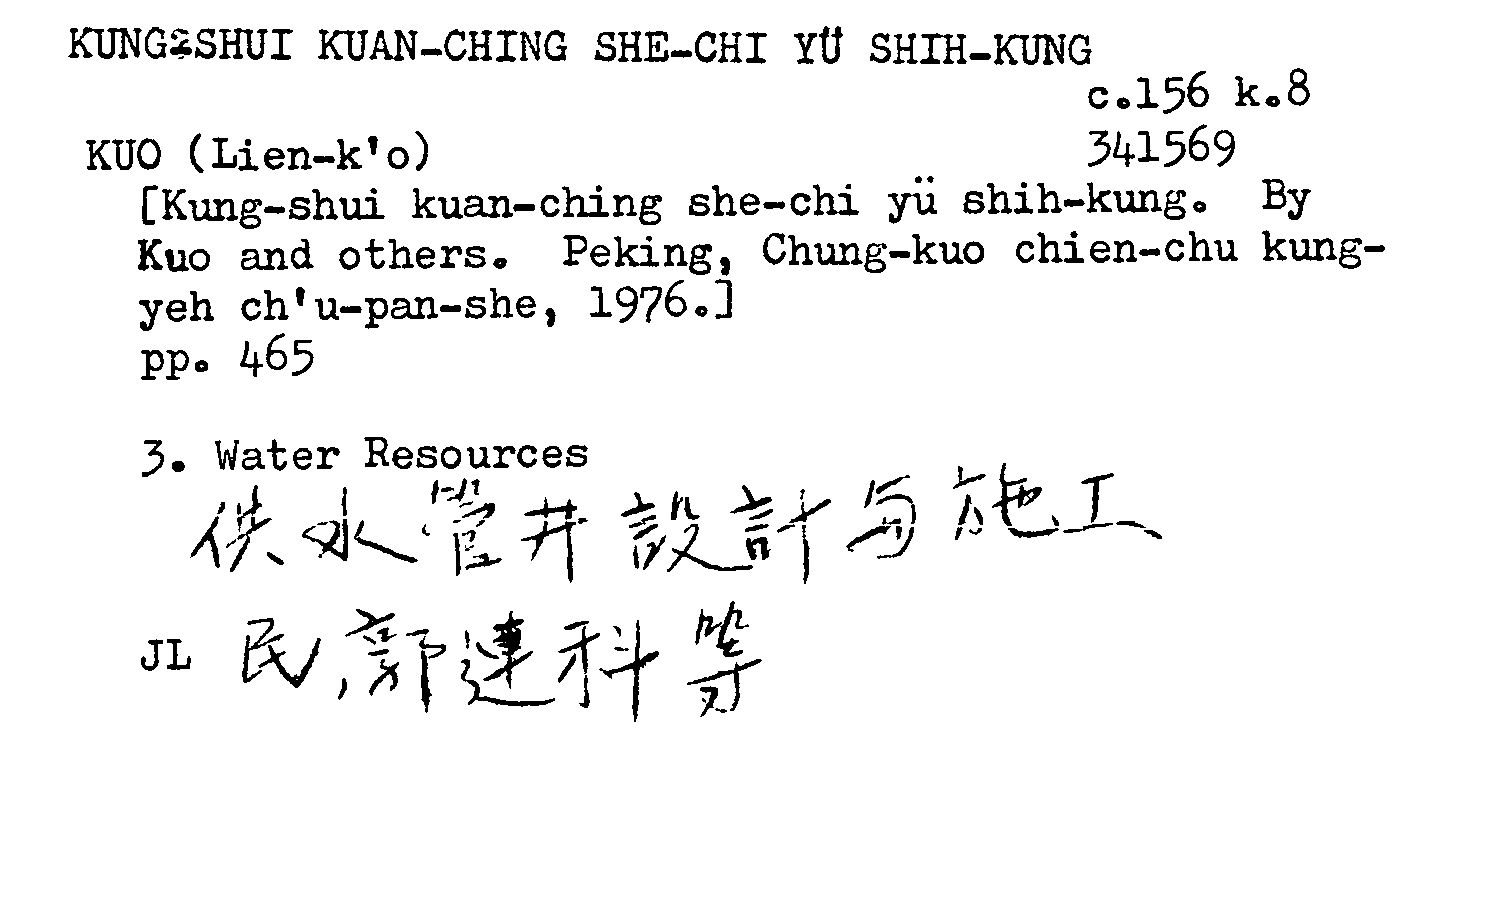 KUNG-SHUI KUAN-CHING SHE-CHI YÜ SHIH-KUNG
c.156 k.8
KUO (Lien-k'o)
341569
[Kung-shui kuan-ching she-chi yü shih-kung. By
Kuo and others. Peking, Chung-kuo chien-chu kung-
yeh ch'u-pan-she, 1976.]
pp. 465
3. Water Resources
供水管井設計与施工
JL 民,郭連科等